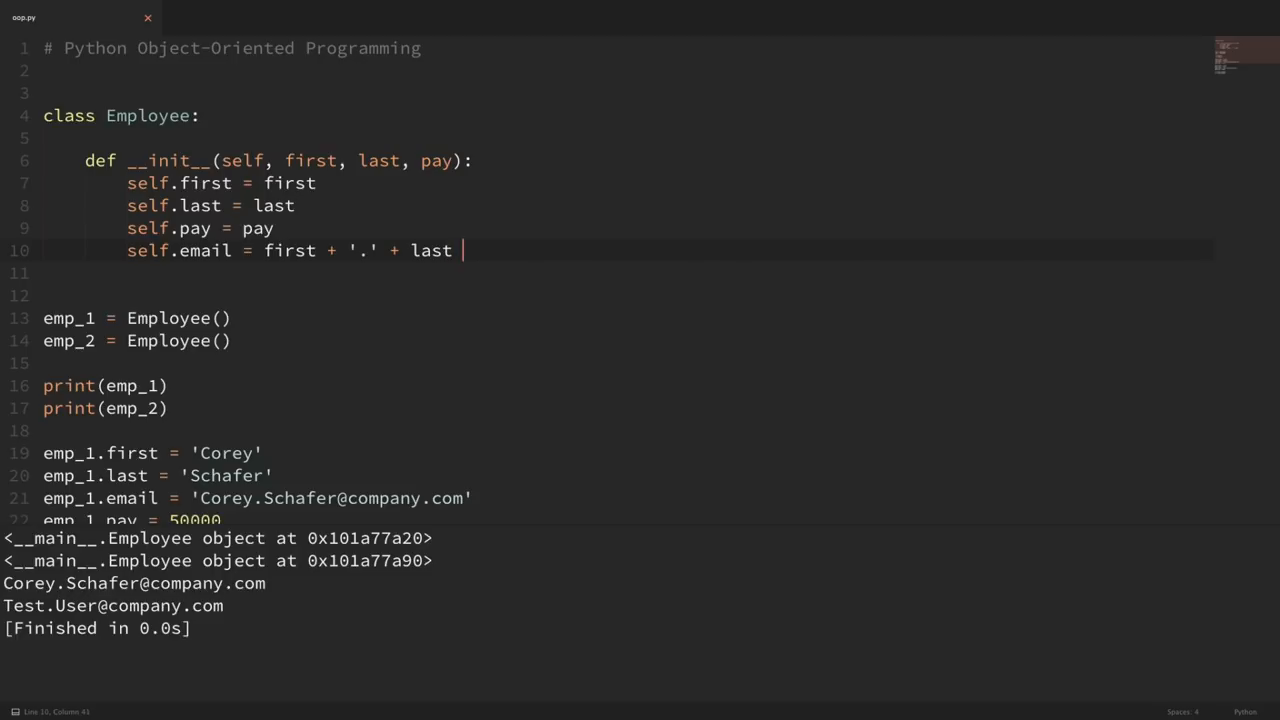 oop.py
1 # Python Object-Oriented Programming
2
3
4 class Employee:
5
6     def __init__(self, first, last, pay):
7         self.first = first
8         self.last = last
9         self.pay = pay
10         self.email = first + '.' + last
11
12
13 emp_1 = Employee()
14 emp_2 = Employee()
15
16 print(emp_1)
17 print(emp_2)
18
19 emp_1.first = 'Corey'
20 emp_1.last = 'Schafer'
21 emp_1.email = 'Corey.Schafer@company.com'
22 emp_1.pay = 50000
<__main__.Employee object at 0x101a77a20>
<__main__.Employee object at 0x101a77a90>
Corey.Schafer@company.com
Test.User@company.com
[Finished in 0.0s]
Line 10, Column 41 Spaces: 4 Python